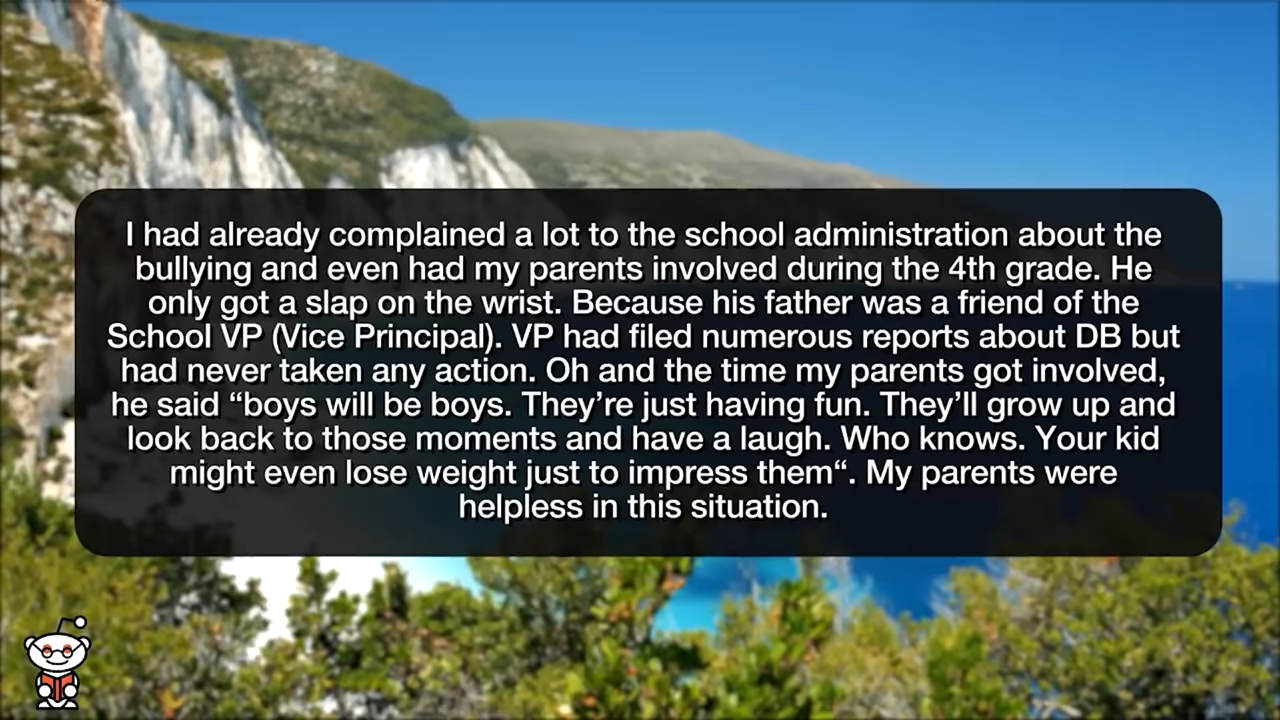 I had already complained a lot to the school administration about the
bullying and even had my parents involved during the 4th grade. He
only got a slap on the wrist. Because his father was a friend of the
School VP (Vice Principal). VP had filed numerous reports about DB but
had never taken any action. Oh and the time my parents got involved,
he said “boys will be boys. They’re just having fun. They’ll grow up and
look back to those moments and have a laugh. Who knows. Your kid
might even lose weight just to impress them“. My parents were
helpless in this situation.